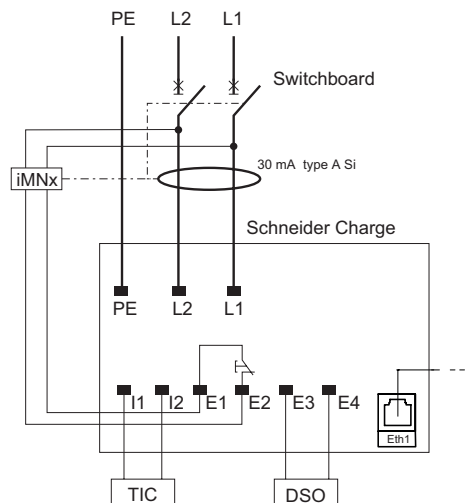 PE L2 L1
Switchboard
30 mA type A Si
iMNx
Schneider Charge
PE L2 L1
I1 I2 E1 E2 E3 E4
Eth1
TIC DSO